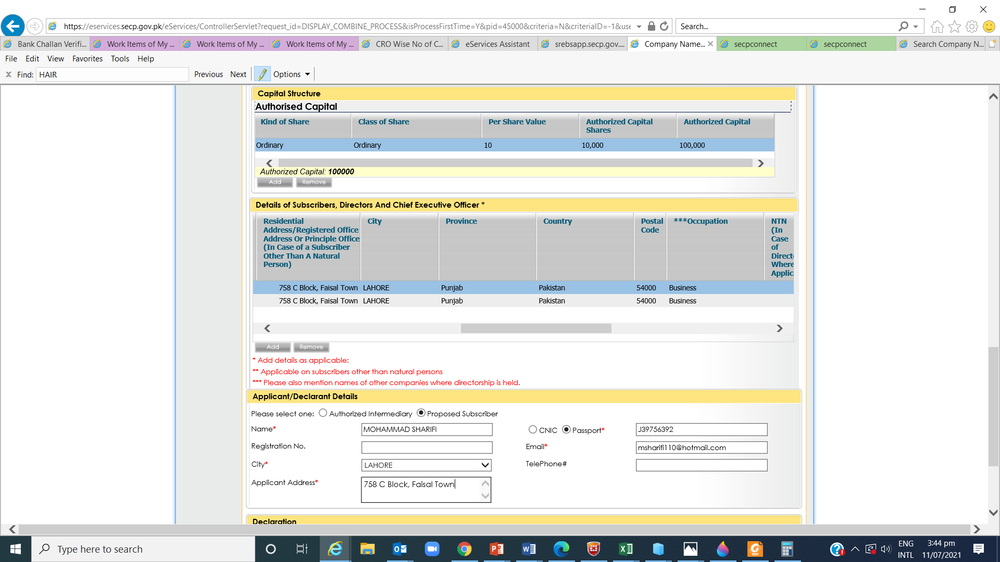 https://eservices.secp.gov.pk/eServices/ControllerServlet?request_id=DISPLAY_COMBINE_PROCESS&isProcessFirstTime=Y&pid=45000&criteria=N&criteriaID=-1&use
Search...
Bank Challan Verifi...
Work Items of My ...
Work Items of My ...
Work Items of My ...
CRO Wise No of C...
eServices Assistant
srebsapp.secp.gov....
Company Name...
secpconnect
secpconnect
Search Company N...
File Edit View Favorites Tools Help
x Find: HAIR Previous Next Options
Capital Structure
Authorised Capital
Kind of Share Class of Share Per Share Value Authorized Capital Shares Authorized Capital
Ordinary Ordinary 10 10,000 100,000
Authorized Capital: 100000
Add Remove
Details of Subscribers, Directors And Chief Executive Officer *
Residential City Province Country Postal ***Occupation NTN
Address/Registered Office Code (In
Address Or Principle Office Case
(In Case of a Subscriber of
Other Than A Natural Direct
Person) Where
Applic
758 C Block, Faisal Town LAHORE Punjab Pakistan 54000 Business
758 C Block, Faisal Town LAHORE Punjab Pakistan 54000 Business
Add Remove
* Add details as applicable:
** Applicable on subscribers other than natural persons
*** Please also mention names of other companies where directorship is held.
Applicant/Declarant Details
Please select one: Authorized Intermediary Proposed Subscriber
Name* MOHAMMAD SHARIFI CNIC Passport* J39756392
Registration No. Email* msharifi110@hotmail.com
City* LAHORE TelePhone#
Applicant Address* 758 C Block, Faisal Town
Declaration
Type here to search
ENG 3:44 pm
INTL 11/07/2021